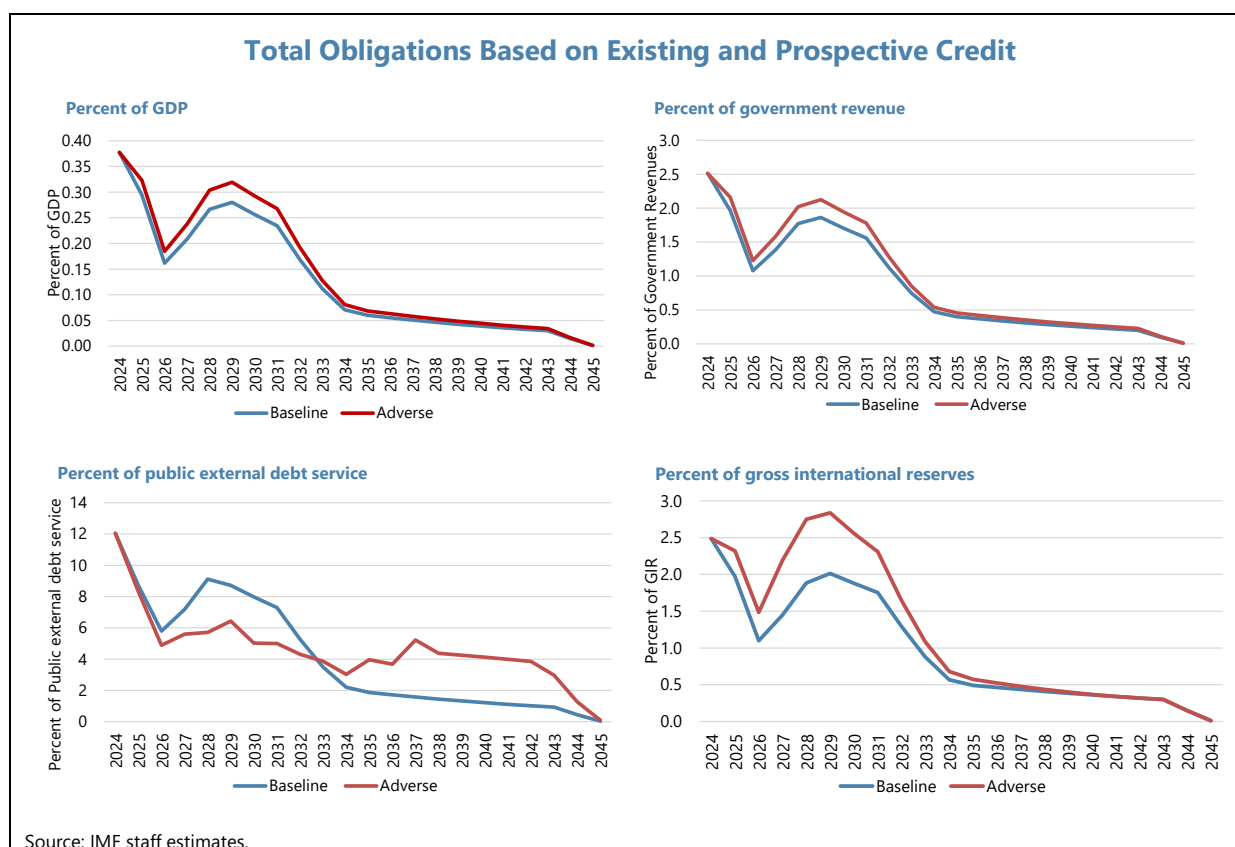 Total Obligations Based on Existing and Prospective Credit
Percent of GDP
Percent of GDP
0.40
0.35
0.30
0.25
0.20
0.15
0.10
0.05
0.00
2024 2025 2026 2027 2028 2029 2030 2031 2032 2033 2034 2035 2036 2037 2038 2039 2040 2041 2042 2043 2044 2045
Baseline Adverse
Percent of government revenue
Percent of Government Revenues
3.0
2.5
2.0
1.5
1.0
0.5
0.0
2024 2025 2026 2027 2028 2029 2030 2031 2032 2033 2034 2035 2036 2037 2038 2039 2040 2041 2042 2043 2044 2045
Baseline Adverse
Percent of public external debt service
Percent of Public external debt service
14
12
10
8
6
4
2
0
2024 2025 2026 2027 2028 2029 2030 2031 2032 2033 2034 2035 2036 2037 2038 2039 2040 2041 2042 2043 2044 2045
Baseline Adverse
Percent of gross international reserves
Percent of GIR
3.0
2.5
2.0
1.5
1.0
0.5
0.0
2024 2025 2026 2027 2028 2029 2030 2031 2032 2033 2034 2035 2036 2037 2038 2039 2040 2041 2042 2043 2044 2045
Baseline Adverse
Source: IMF staff estimates.